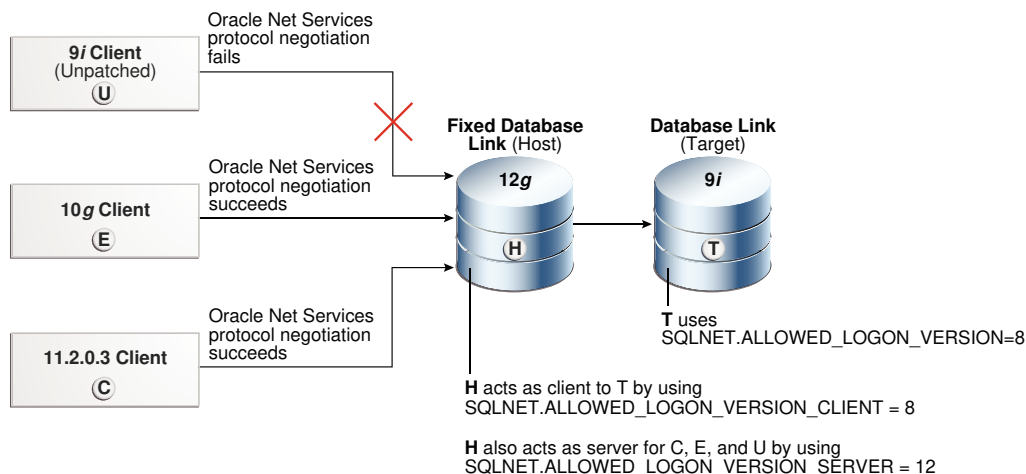 Oracle Net Services
protocol negotiation
fails
9i Client
(Unpatched)
U
Oracle Net Services
protocol negotiation
succeeds
10g Client
E
Oracle Net Services
protocol negotiation
succeeds
11.2.0.3 Client
C
Fixed Database
Link (Host)
12g
H
Database Link
(Target)
9i
T
T uses
SQLNET.ALLOWED_LOGON_VERSION=8
H acts as client to T by using
SQLNET.ALLOWED_LOGON_VERSION_CLIENT = 8
H also acts as server for C, E, and U by using
SQLNET.ALLOWED_LOGON_VERSION_SERVER = 12